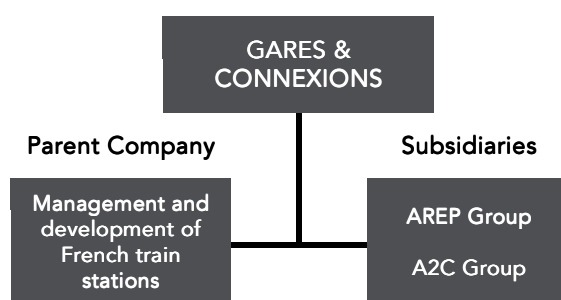 GARES &
CONNEXIONS
Parent Company
Subsidiaries
Management and
development of
French train
stations
AREP Group
A2C Group